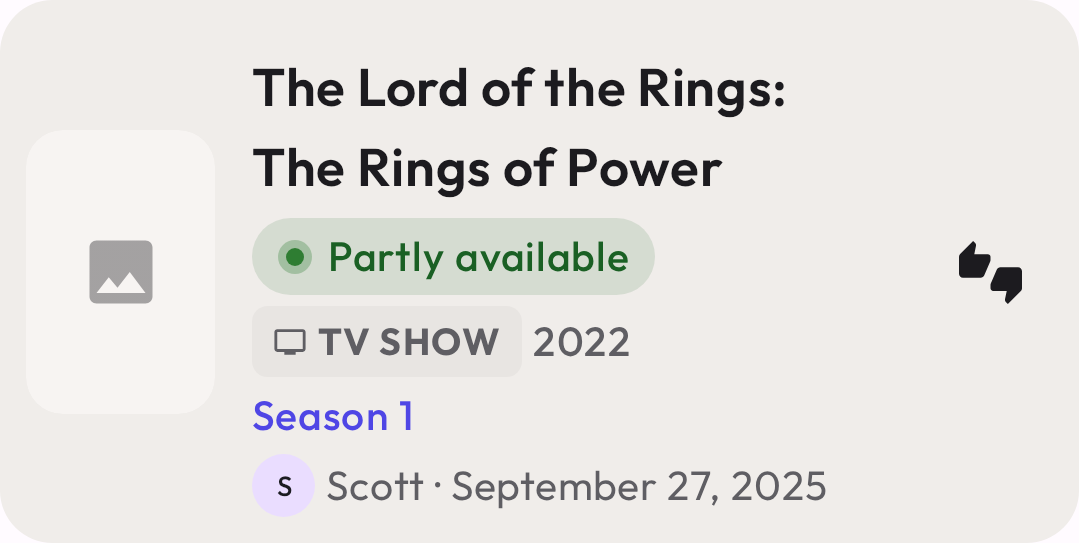 The Lord of the Rings:
The Rings of Power
Partly available
TV SHOW 2022
Season 1
S Scott · September 27, 2025